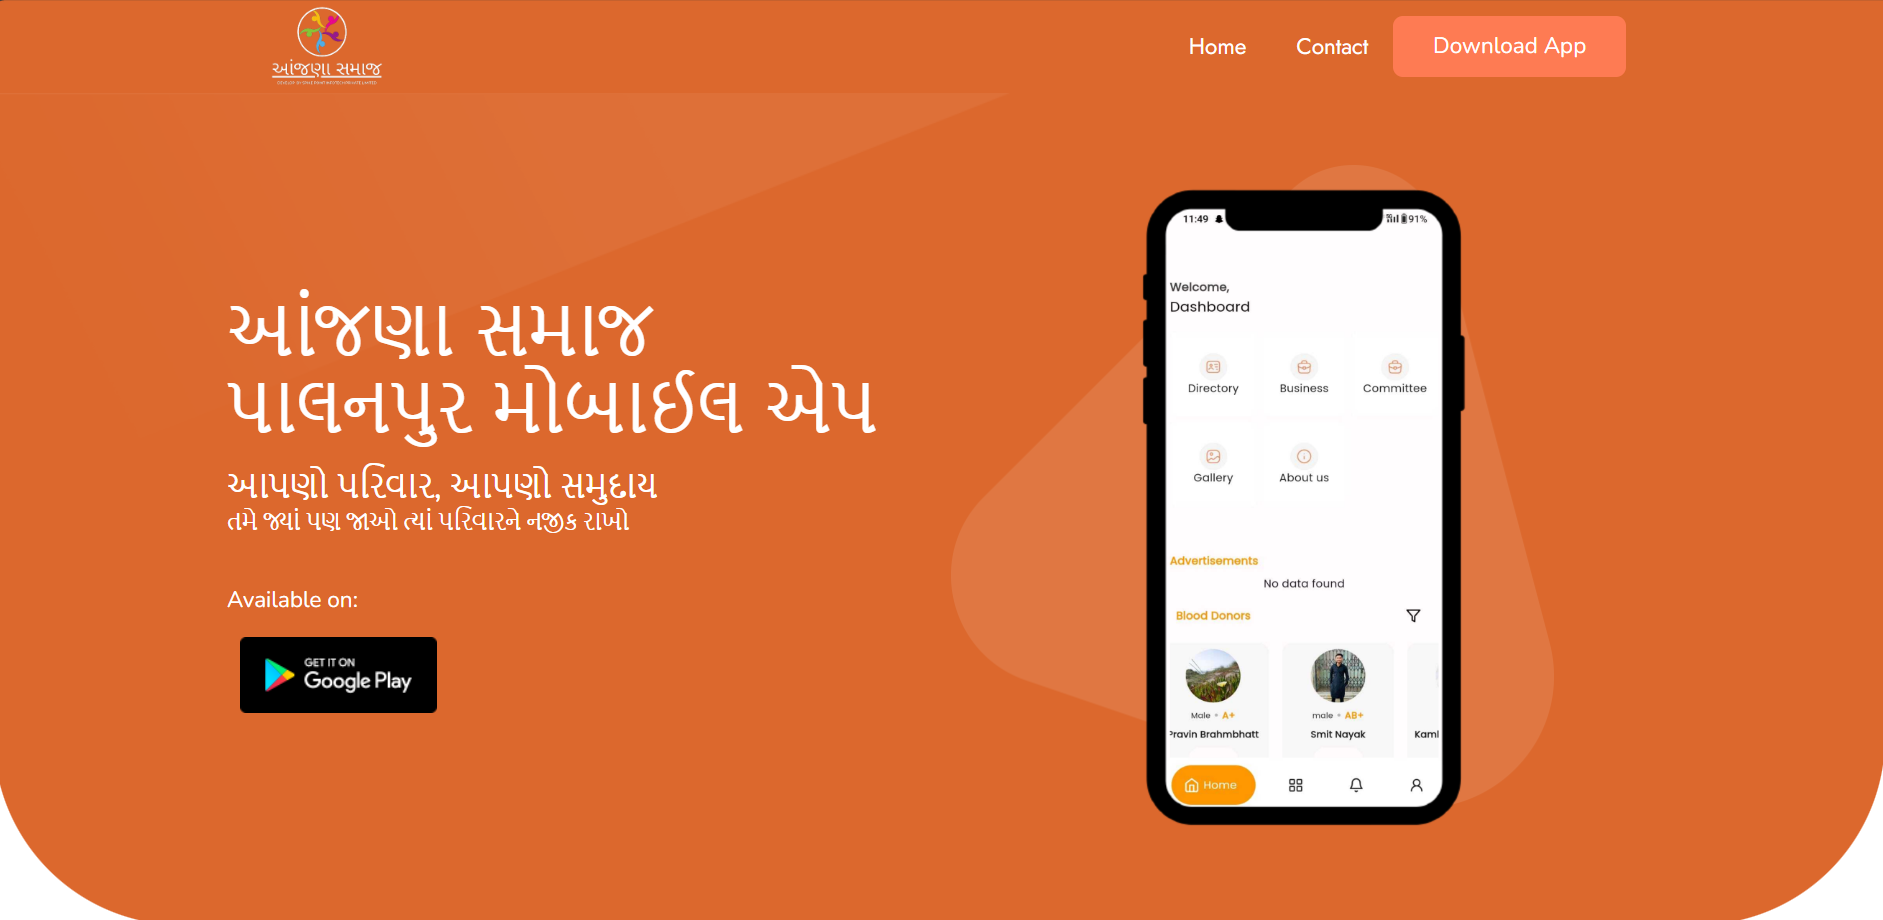 આંજણા સમાજ
Home
Contact
Download App
આંજણા સમાજ
પાલનપુર મોબાઈલ એપ
આપણો પરિવાર, આપણો સમુદાય
તમે જ્યાં પણ જાઓ ત્યાં પરિવારને નજીક રાખો
Available on:
GET IT ON
Google Play
11:49
91%
Welcome,
Dashboard
Directory
Business
Committee
Gallery
About us
Advertisements
No data found
Blood Donors
Male • A+
male • AB+
Pravin Brahmbhatt
Smit Nayak
Home